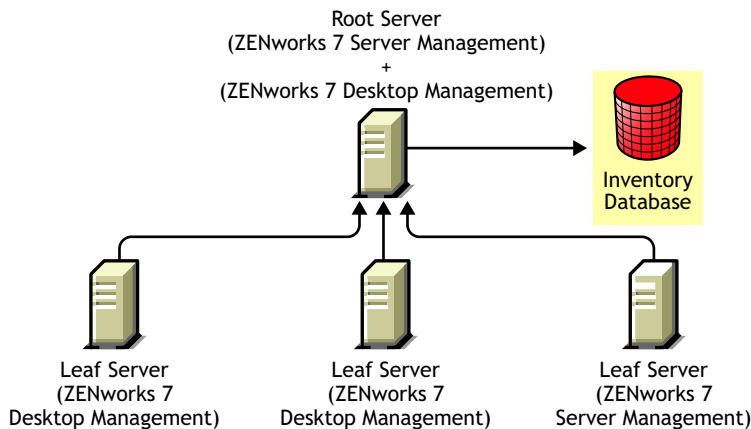 Root Server
(ZENworks 7 Server Management)
+
(ZENworks 7 Desktop Management)
Inventory
Database
Leaf Server
(ZENworks 7
Desktop Management)
Leaf Server
(ZENworks 7
Desktop Management)
Leaf Server
(ZENworks 7
Server Management)